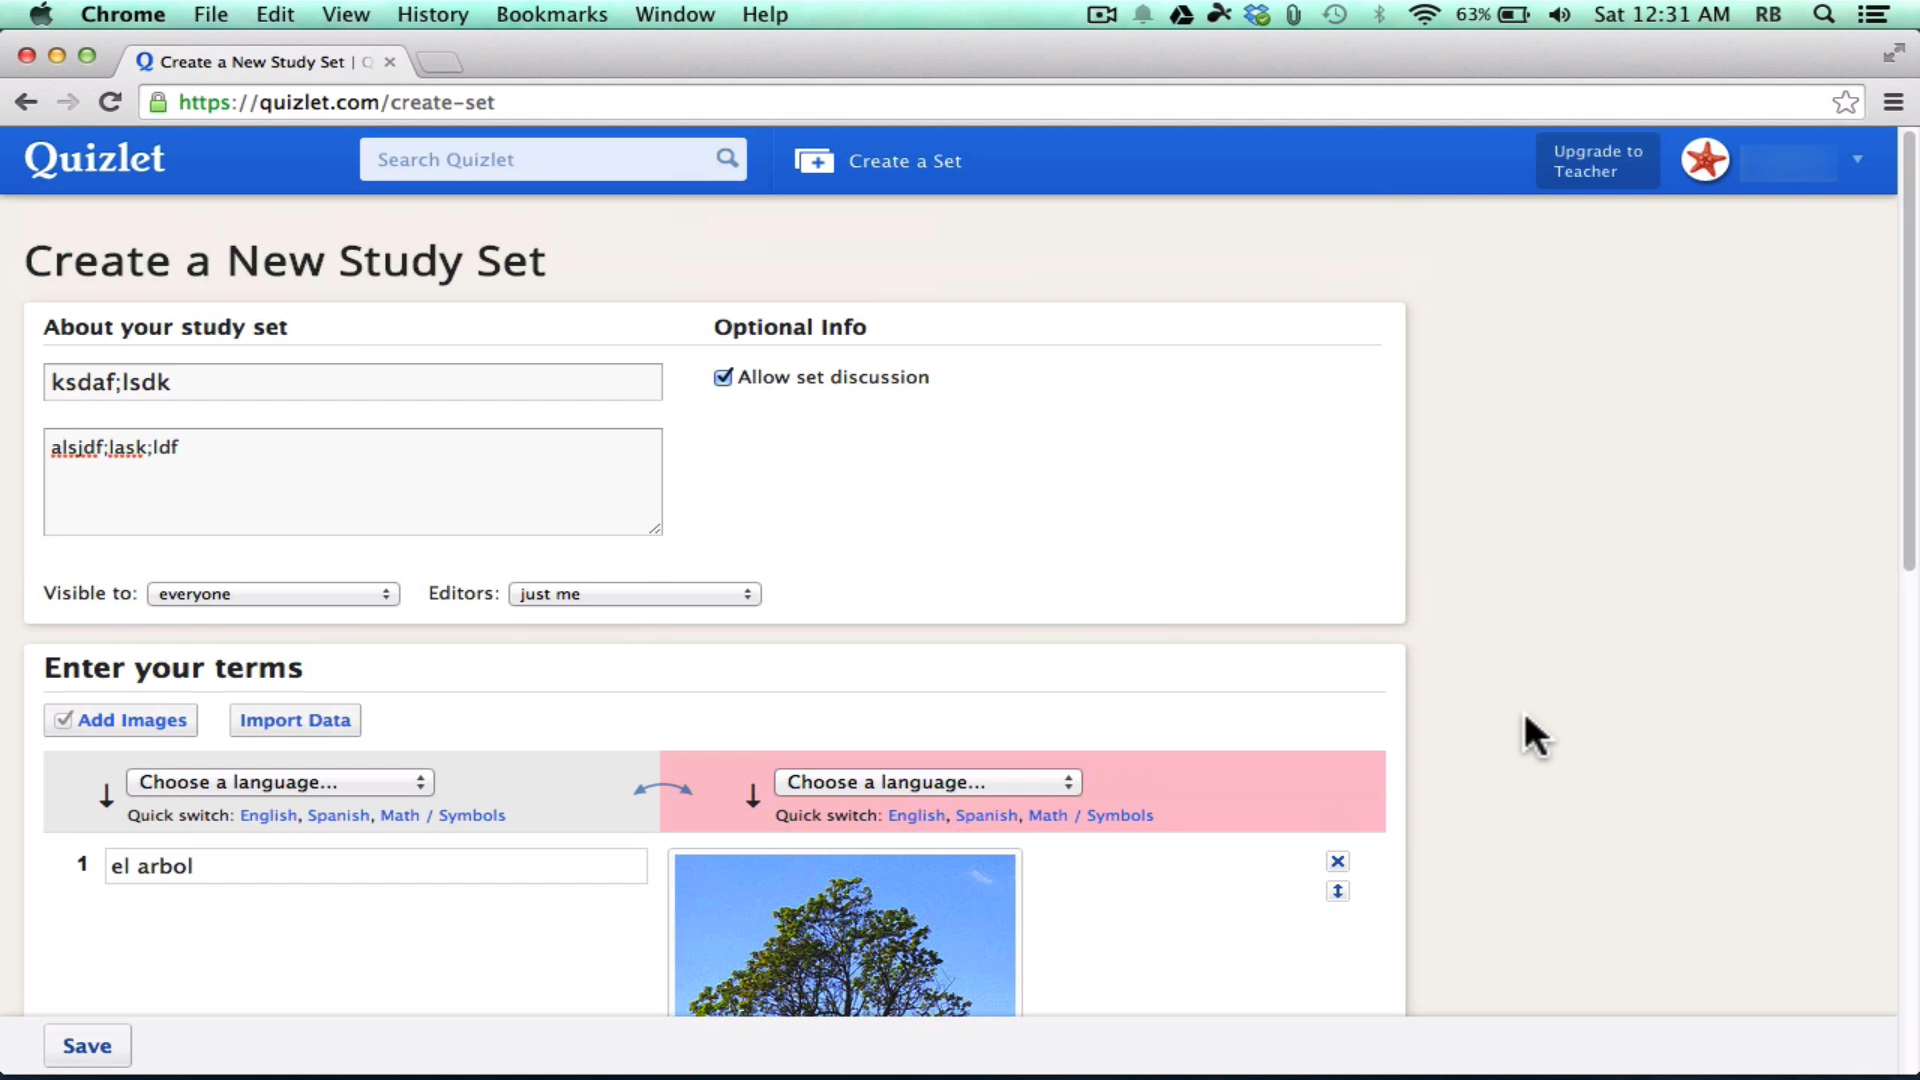 Chrome File Edit View History Bookmarks Window Help 63% Sat 12:31 AM RB
Create a New Study Set |
https://quizlet.com/create-set
Quizlet Search Quizlet Create a Set Upgrade to
Teacher
Create a New Study Set
About your study set Optional Info
ksdaf;lsdk Allow set discussion
alsjdf;lask;ldf
Visible to: everyone Editors: just me
Enter your terms
Add Images Import Data
Choose a language... Choose a language...
Quick switch: English, Spanish, Math / Symbols Quick switch: English, Spanish, Math / Symbols
1 el arbol
Save